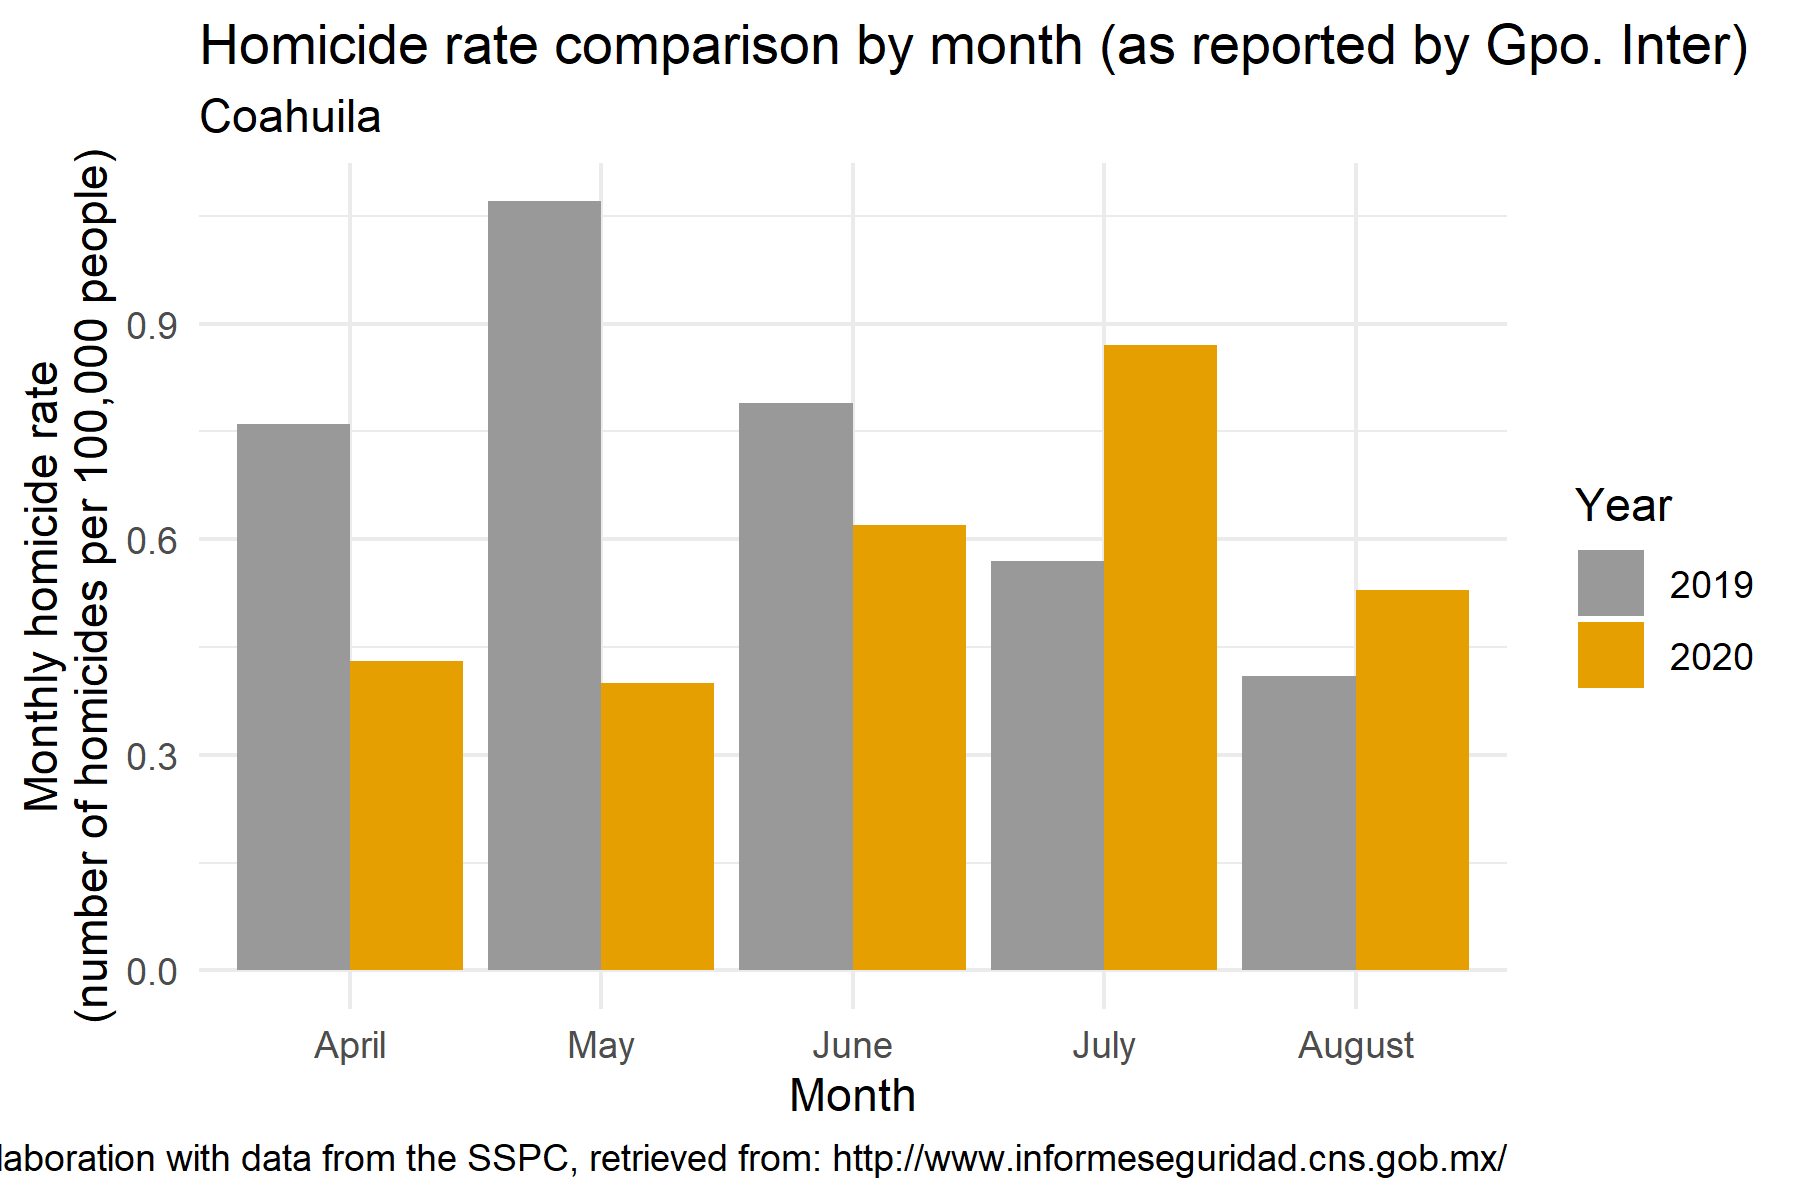 Homicide rate comparison by month (as reported by Gpo. Inter)
Coahuila
Monthly homicide rate
(number of homicides per 100,000 people)
0.9
0.6
0.3
0.0
April
May
June
July
August
Month
Year
2019
2020
laboration with data from the SSPC, retrieved from: http://www.informeseguridad.cns.gob.mx/